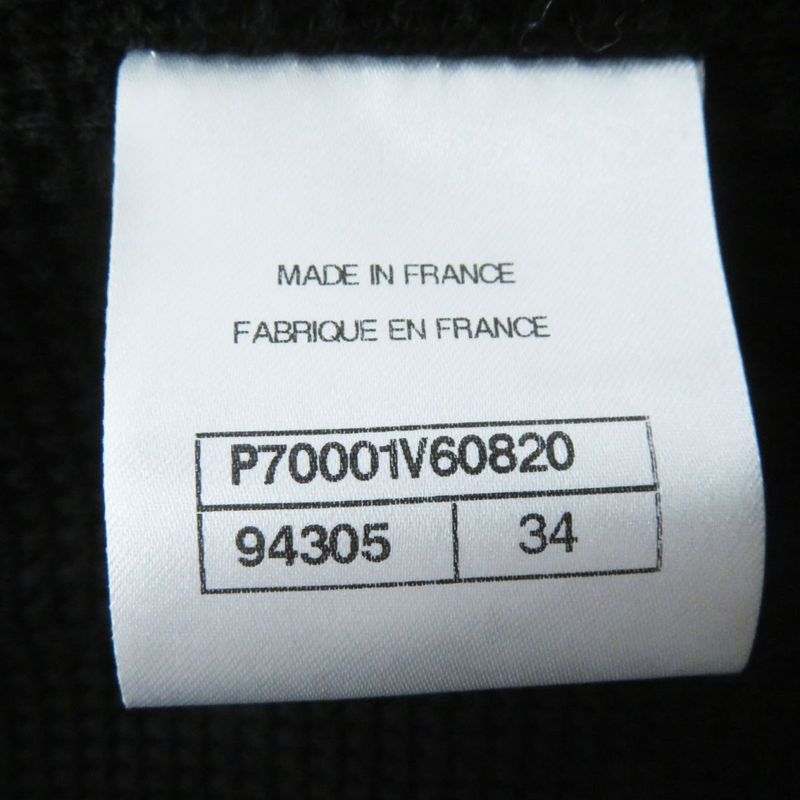 MADE IN FRANCE
FABRIQUE EN FRANCE
P70001V60820
94305 34